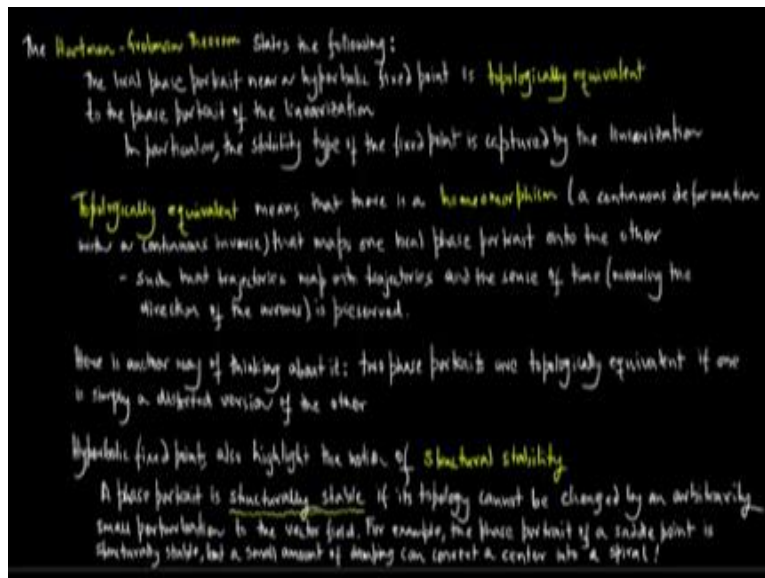 The Hartman-Grobman Theorem states the following:
The local phase portrait near a hyperbolic fixed point is topologically equivalent
to the phase portrait of the linearization
In particular, the stability type of the fixed point is captured by the linearization
Topologically equivalent means that there is a homeomorphism (a continuous deformation
with a continuous inverse) that maps one local phase portrait onto the other
- Such that trajectories map onto trajectories and the sense of time (meaning the
direction of the arrows) is preserved.
Here is another way of thinking about it: two phase portraits are topologically equivalent if one
is simply a distorted version of the other
Hyperbolic fixed points also highlight the notion of structural stability
A phase portrait is structurally stable if its topology cannot be changed by an arbitrarily
small perturbation to the vector field. For example, the phase portrait of a saddle point is
structurally stable, but a small amount of damping can convert a center into a spiral!